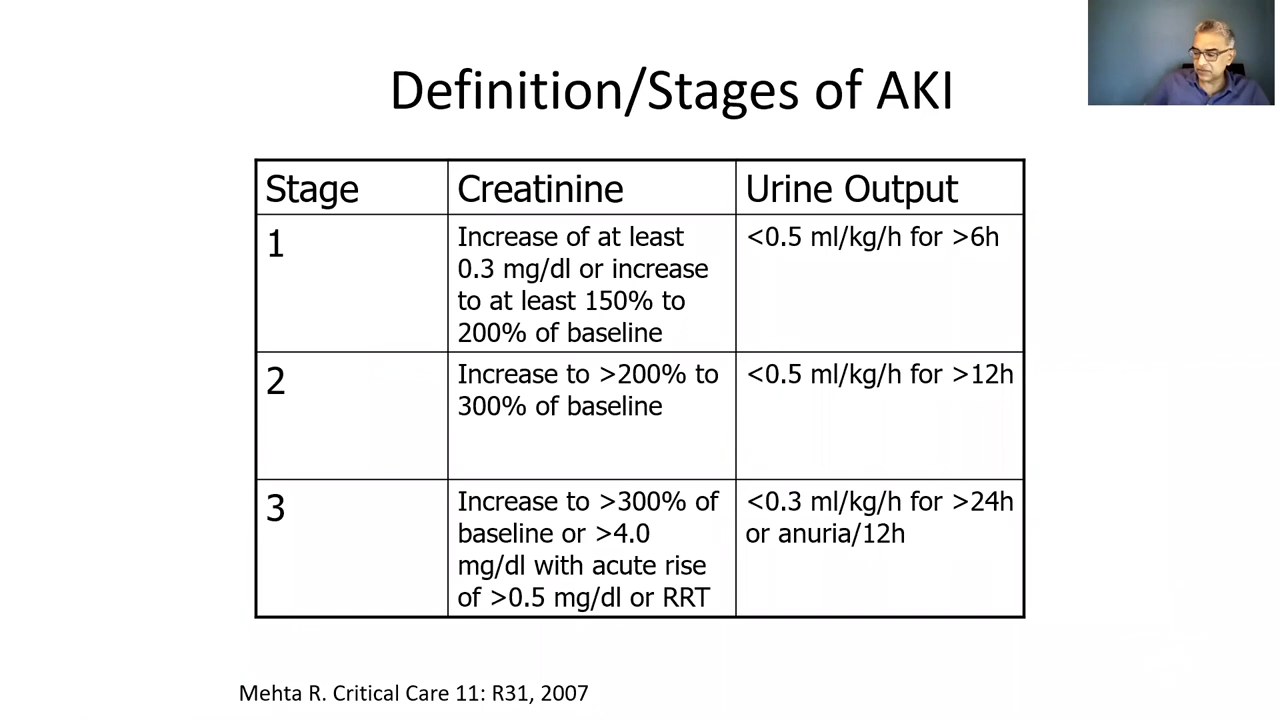 Definition/Stages of AKI
Stage Creatinine Urine Output
1
Increase of at least
0.3 mg/dl or increase
to at least 150% to
200% of baseline
<0.5 ml/kg/h for >6h
2
Increase to >200% to
300% of baseline
<0.5 ml/kg/h for >12h
3
Increase to >300% of
baseline or >4.0
mg/dl with acute rise
of >0.5 mg/dl or RRT
<0.3 ml/kg/h for >24h
or anuria/12h
Mehta R. Critical Care 11: R31, 2007